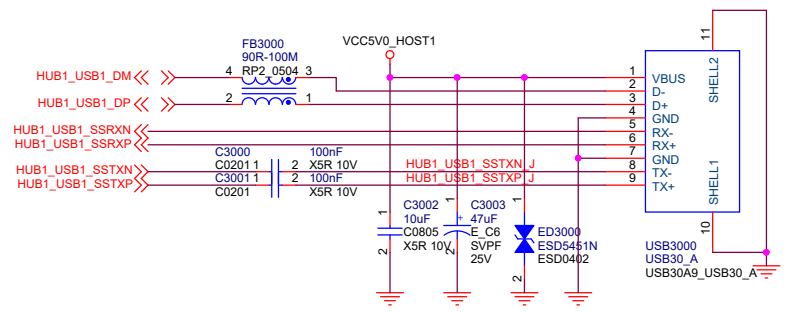 FB3000
90R-100M
RP2_0504
VCC5V0_HOST1
HUB1_USB1_DM
4
3
HUB1_USB1_DP
2
1
HUB1_USB1_SSRXN
HUB1_USB1_SSRXP
HUB1_USB1_SSTXN
HUB1_USB1_SSTXP
C3000
C0201
1
2
100nF
X5R 10V
C3001
C0201
1
2
100nF
X5R 10V
HUB1_USB1_SSTXN_J
HUB1_USB1_SSTXP_J
1
2
C3002
10uF
C0805
X5R 10V
1
+
2
C3003
47uF
E_C6
SVPF
25V
1
2
ED3000
ESD5451N
ESD0402
1 VBUS
2 D-
3 D+
4 GND
5 RX-
6 RX+
7 GND
8 TX-
9 TX+
11
SHELL2
SHELL1
10
USB3000
USB30_A
USB30A9_USB30_A